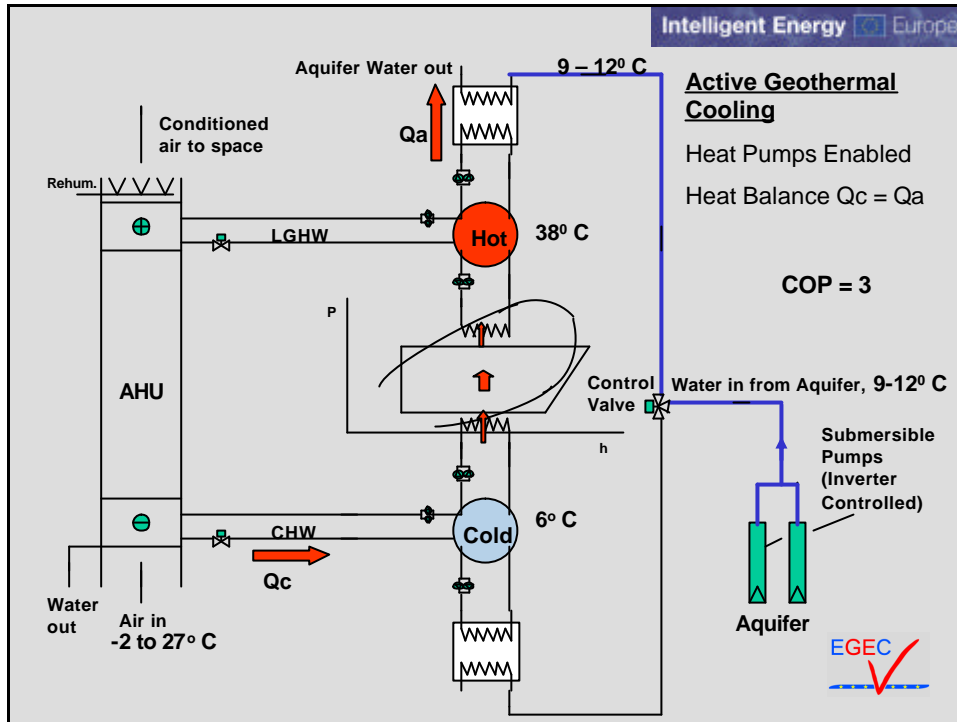 Intelligent Energy Europe
Aquifer Water out
9 – 12⁰ C
Active Geothermal
Cooling
Heat Pumps Enabled
Heat Balance Qc = Qa
COP = 3
Conditioned
air to space
Qa
Rehum.
LGHW
Hot
38⁰ C
P
h
AHU
Control
Valve
Water in from Aquifer, 9-12⁰ C
Submersible
Pumps
(Inverter
Controlled)
CHW
Cold
6o C
Qc
Water
out
Air in
-2 to 27o C
Aquifer
EGEC